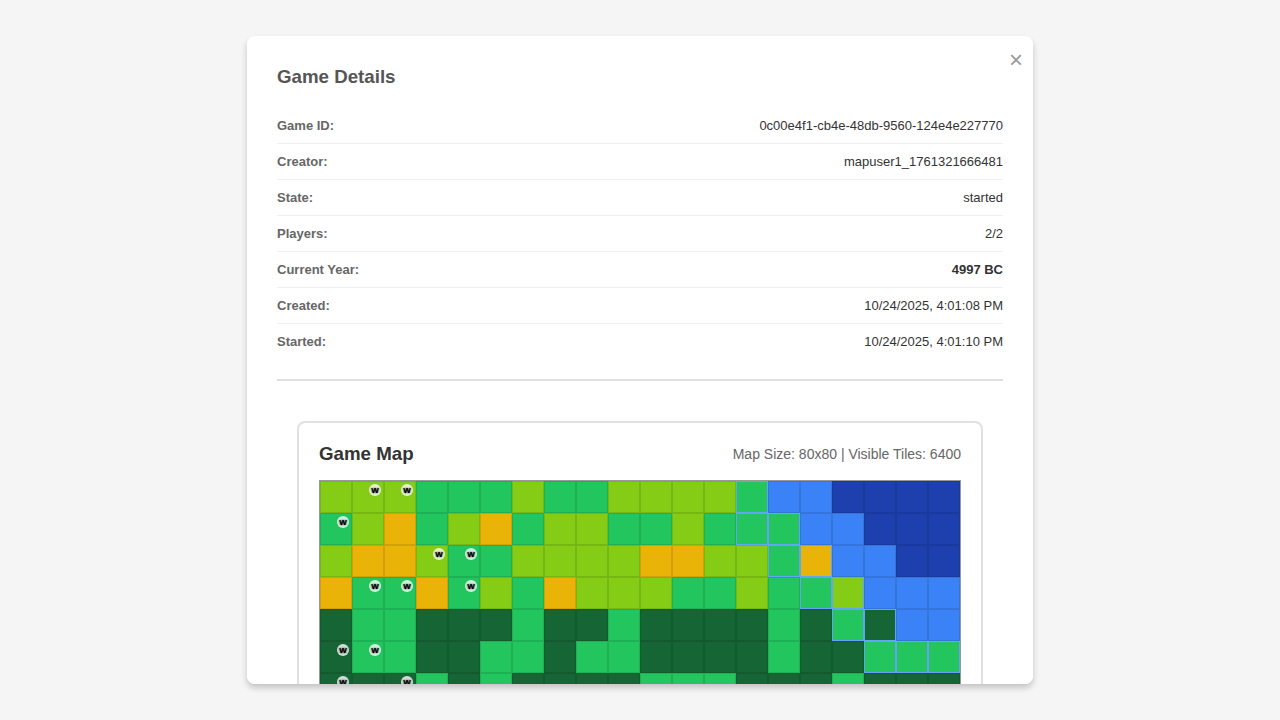 ×
Game Details
Game ID: 0c00e4f1-cb4e-48db-9560-124e4e227770
Creator: mapuser1_1761321666481
State: started
Players: 2/2
Current Year: 4997 BC
Created: 10/24/2025, 4:01:08 PM
Started: 10/24/2025, 4:01:10 PM
Game Map Map Size: 80x80 | Visible Tiles: 6400
W W
W
W W
W W W
W W
W W